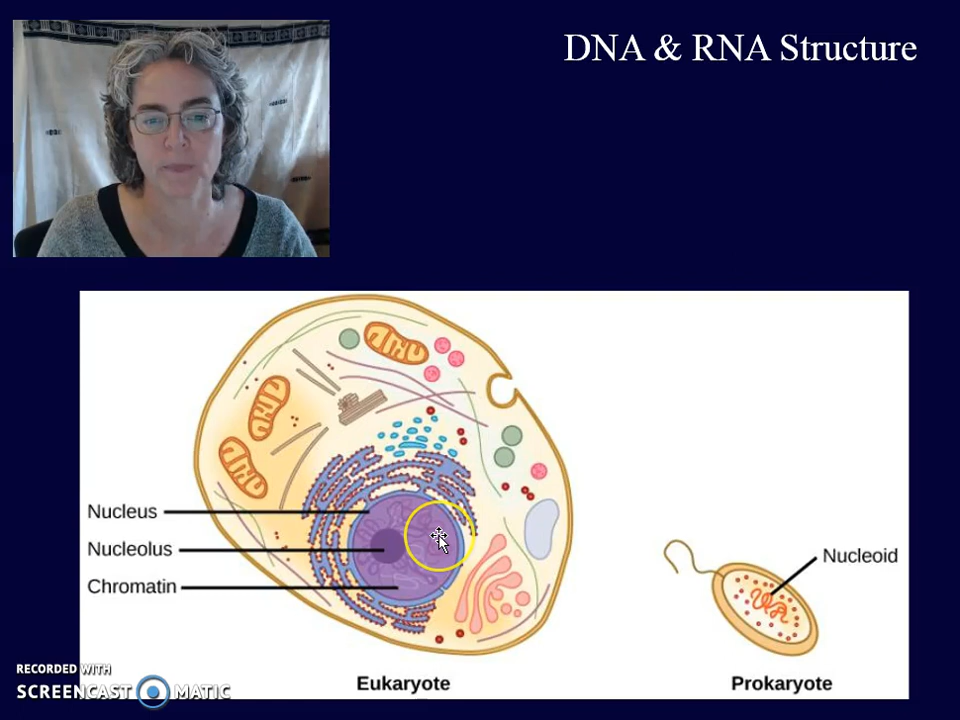 DNA & RNA Structure
Nucleus
Nucleolus
Chromatin
Nucleoid
Eukaryote
Prokaryote
RECORDED WITH
SCREENCAST MATIC